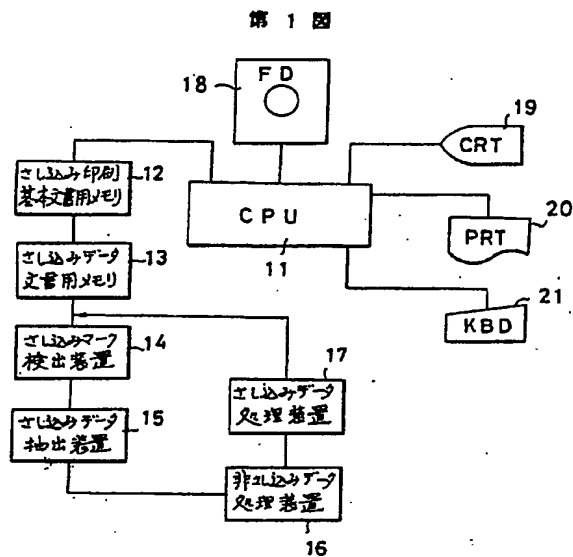 第 1 図
18
FD
19
CRT
さし込み印刷
基本文書用メモリ
12
CPU
11
20
PRT
さし込みデータ
文書用メモリ
13
21
KBD
さし込みマーク
検出装置
14
17
さし込みデータ
処理装置
さし込みデータ
抽出装置
15
非さし込みデータ
処理装置
16